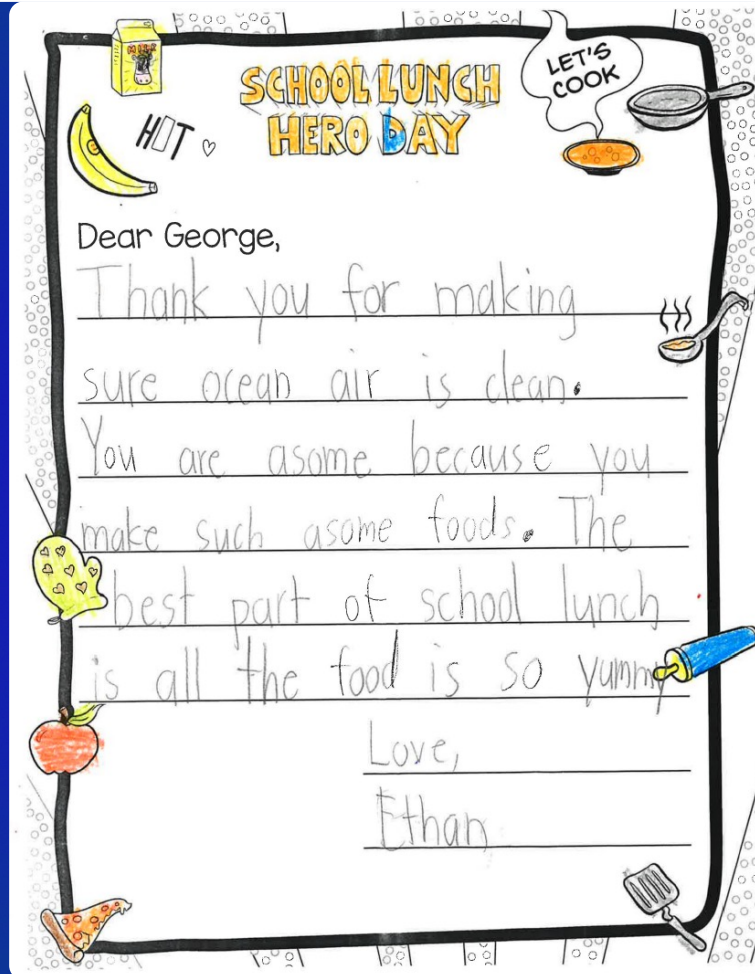 MILK
SCHOOL LUNCH
HERO DAY
LET'S
COOK
HOT
Dear George,
Thank you for making
sure ocean air is clean.
You are asome because you
make such asome foods. The
best part of school lunch
is all the food is so yummy
Love,
Ethan